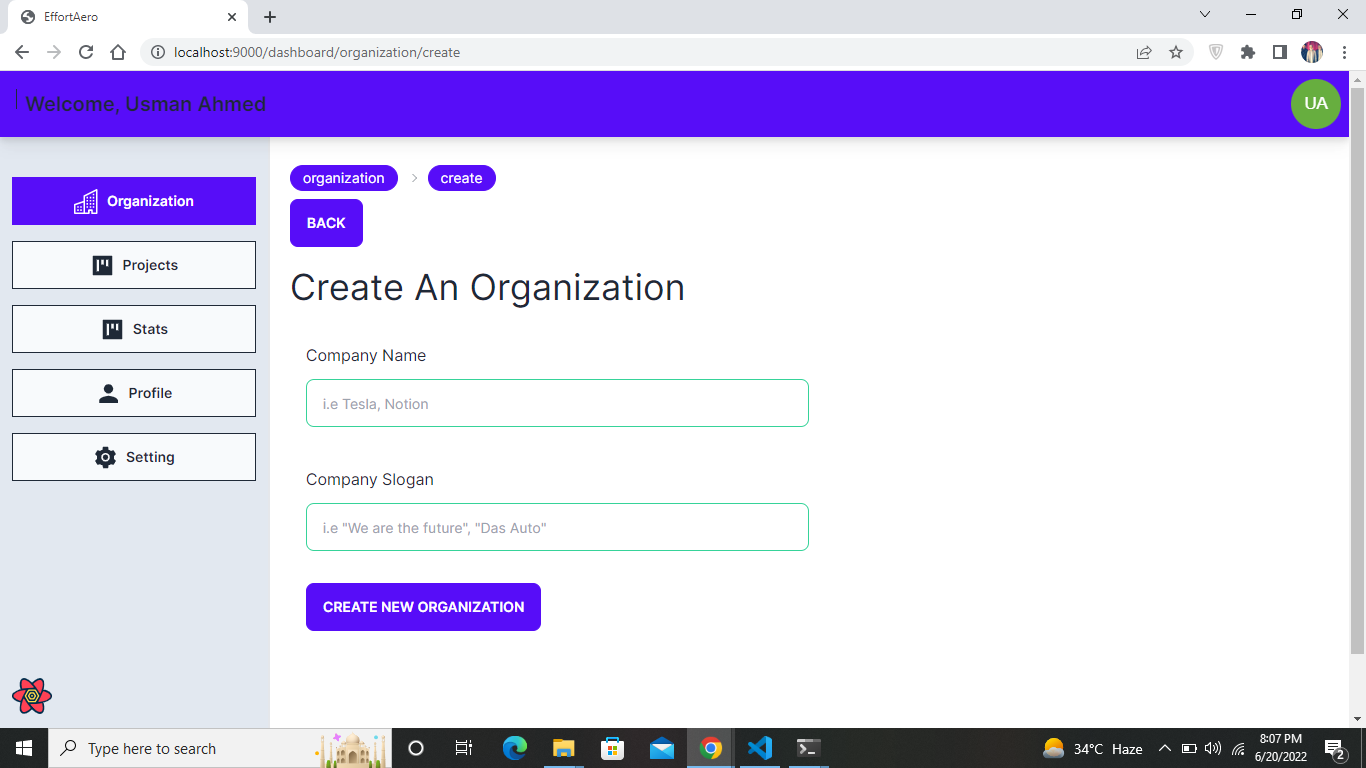 EffortAero
localhost:9000/dashboard/organization/create
Welcome, Usman Ahmed
UA
organization > create
BACK
Organization
Projects
Stats
Profile
Setting
Create An Organization
Company Name
i.e Tesla, Notion
Company Slogan
i.e "We are the future", "Das Auto"
CREATE NEW ORGANIZATION
Type here to search
34°C Haze
8:07 PM
6/20/2022
2